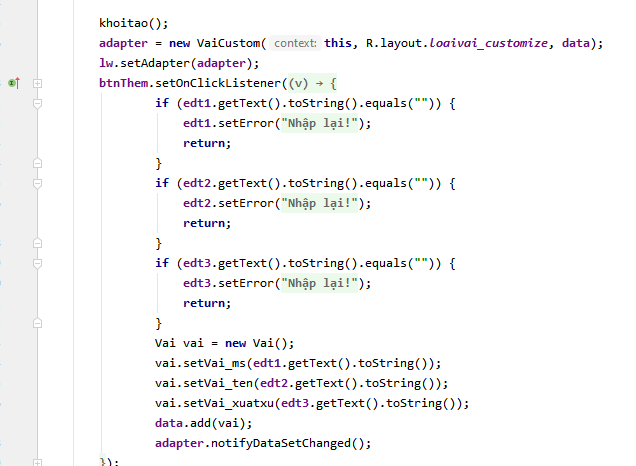 khoitao();
adapter = new VaiCustom( context: this, R.layout.loaivai_customize, data);
lw.setAdapter(adapter);
btnThem.setOnClickListener((v) → {
if (edt1.getText().toString().equals("")) {
edt1.setError("Nhập lại!");
return;
}
if (edt2.getText().toString().equals("")) {
edt2.setError("Nhập lại!");
return;
}
if (edt3.getText().toString().equals("")) {
edt3.setError("Nhập lại!");
return;
}
Vai vai = new Vai();
vai.setVai_ms(edt1.getText().toString());
vai.setVai_ten(edt2.getText().toString());
vai.setVai_xuatxu(edt3.getText().toString());
data.add(vai);
adapter.notifyDataSetChanged();
});